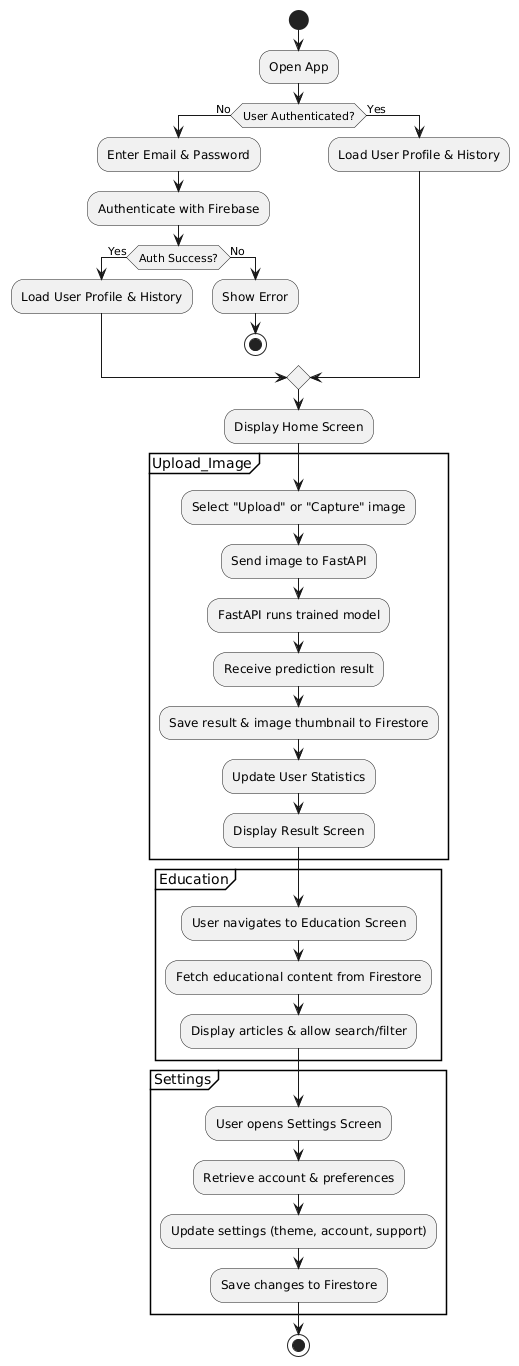 Open App
No
User Authenticated?
Yes
Enter Email & Password
Load User Profile & History
Authenticate with Firebase
Yes
Auth Success?
No
Load User Profile & History
Show Error
Display Home Screen
Upload_Image
Select "Upload" or "Capture" image
Send image to FastAPI
FastAPI runs trained model
Receive prediction result
Save result & image thumbnail to Firestore
Update User Statistics
Display Result Screen
Education
User navigates to Education Screen
Fetch educational content from Firestore
Display articles & allow search/filter
Settings
User opens Settings Screen
Retrieve account & preferences
Update settings (theme, account, support)
Save changes to Firestore